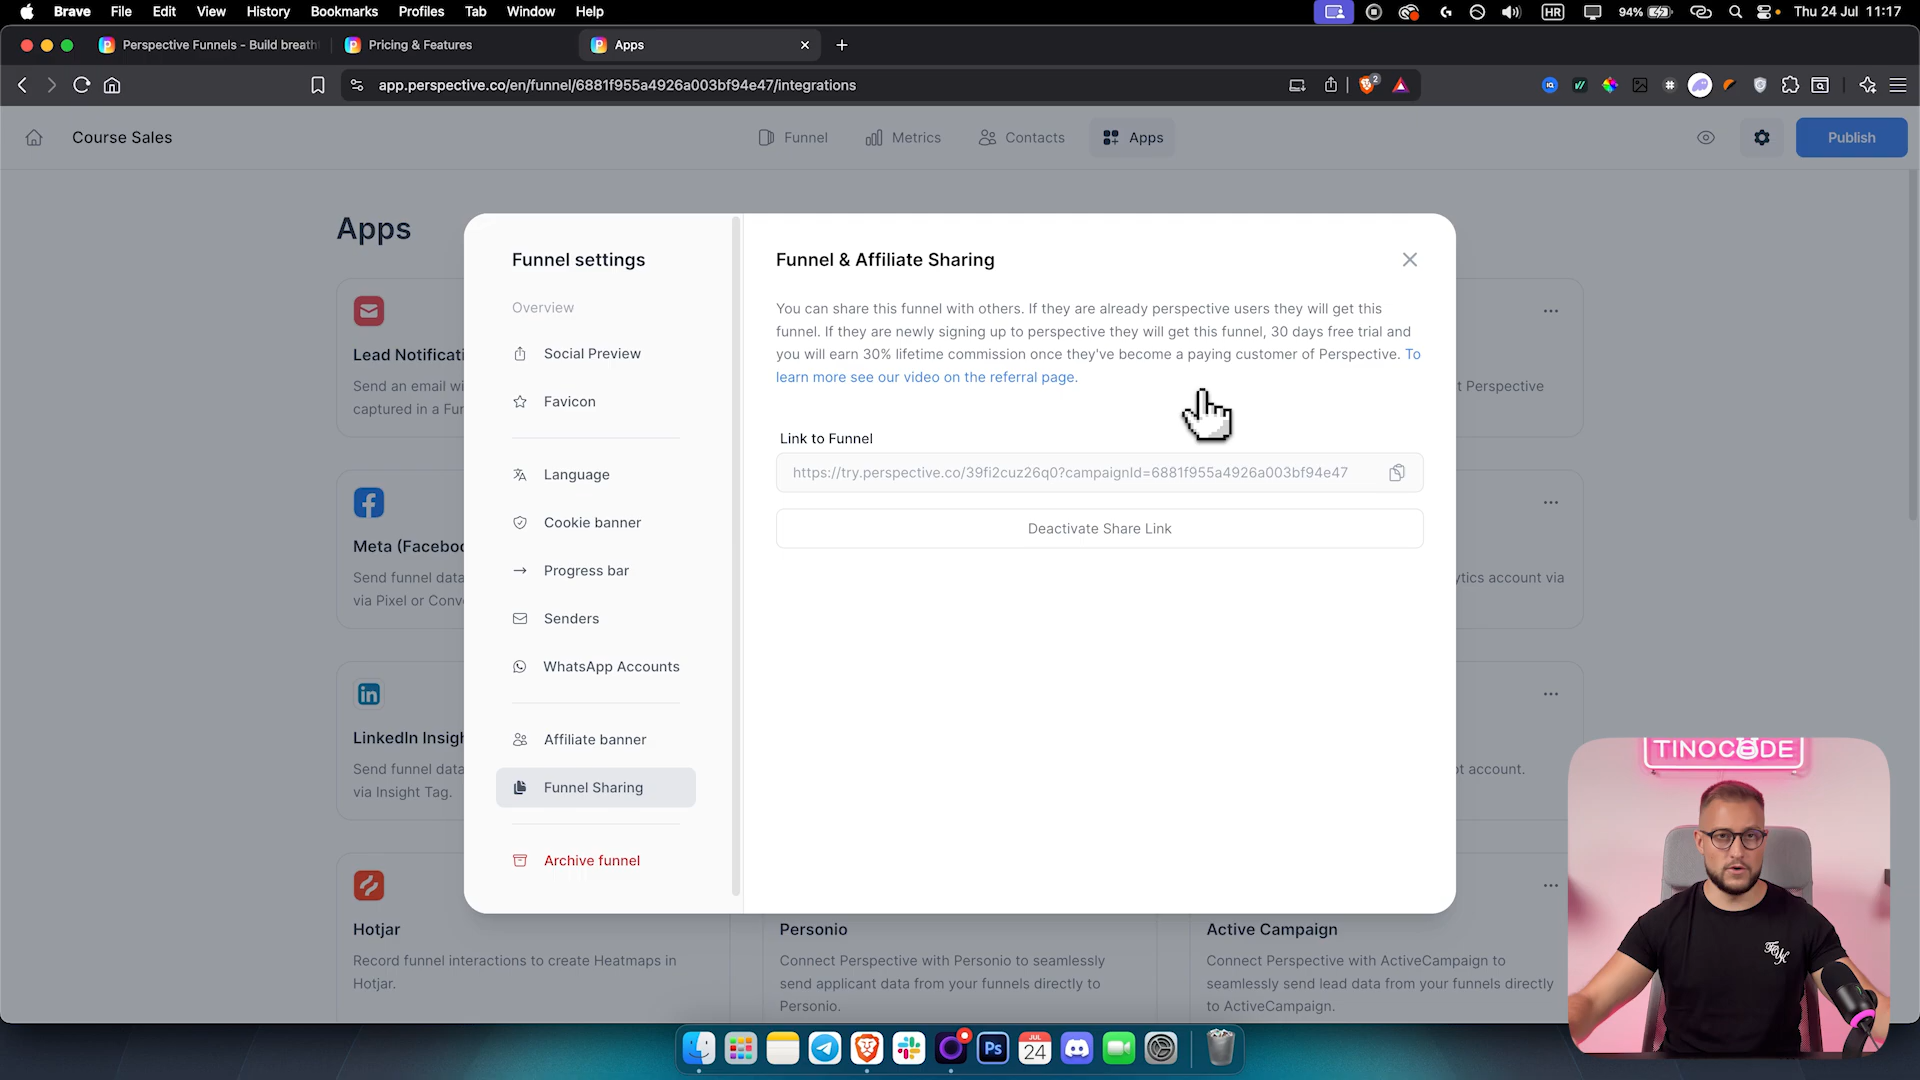 Brave File Edit View History Bookmarks Profiles Tab Window Help
HR 94% Thu 24 Jul 11:17
Perspective Funnels - Build breath
Pricing & Features
Apps
app.perspective.co/en/funnel/6881f955a4926a003bf94e47/integrations
2
Course Sales
Funnel
Metrics
Contacts
Apps
Publish
Apps
Lead Notificati
Send an email wi
captured in a Fur
t Perspective
Meta (Faceboo
Send funnel data
via Pixel or Conv
ytics account via
LinkedIn Insigh
Send funnel data
via Insight Tag.
ot account.
Hotjar
Record funnel interactions to create Heatmaps in
Hotjar.
Personio
Connect Perspective with Personio to seamlessly
send applicant data from your funnels directly to
Personio.
Active Campaign
Connect Perspective with ActiveCampaign to
seamlessly send lead data from your funnels directly
to ActiveCampaign.
Funnel settings
Overview
Social Preview
Favicon
Language
Cookie banner
Progress bar
Senders
WhatsApp Accounts
Affiliate banner
Funnel Sharing
Archive funnel
Funnel & Affiliate Sharing
You can share this funnel with others. If they are already perspective users they will get this
funnel. If they are newly signing up to perspective they will get this funnel, 30 days free trial and
you will earn 30% lifetime commission once they've become a paying customer of Perspective. To
learn more see our video on the referral page.
Link to Funnel
https://try.perspective.co/39fi2cuz26q0?campaignId=6881f955a4926a003bf94e47
Deactivate Share Link
TINOCODE
Ps
JUL
24